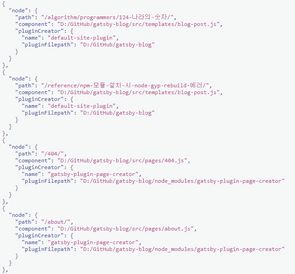 {
"node": {
"path": "/algorithm/programmers/124-나라의-숫자/",
"component": "D:/GitHub/gatsby-blog/src/templates/blog-post.js",
"pluginCreator": {
"name": "default-site-plugin",
"pluginFilepath": "D:/GitHub/gatsby-blog"
}
}
},
{
"node": {
"path": "/reference/npm-모듈-설치-시-node-gyp-rebuild-에러/",
"component": "D:/GitHub/gatsby-blog/src/templates/blog-post.js",
"pluginCreator": {
"name": "default-site-plugin",
"pluginFilepath": "D:/GitHub/gatsby-blog"
}
}
},
{
"node": {
"path": "/404/",
"component": "D:/GitHub/gatsby-blog/src/pages/404.js",
"pluginCreator": {
"name": "gatsby-plugin-page-creator",
"pluginFilepath": "D:/GitHub/gatsby-blog/node_modules/gatsby-plugin-page-creator"
}
}
},
{
"node": {
"path": "/about/",
"component": "D:/GitHub/gatsby-blog/src/pages/about.js",
"pluginCreator": {
"name": "gatsby-plugin-page-creator",
"pluginFilepath": "D:/GitHub/gatsby-blog/node_modules/gatsby-plugin-page-creator"
}
}
},